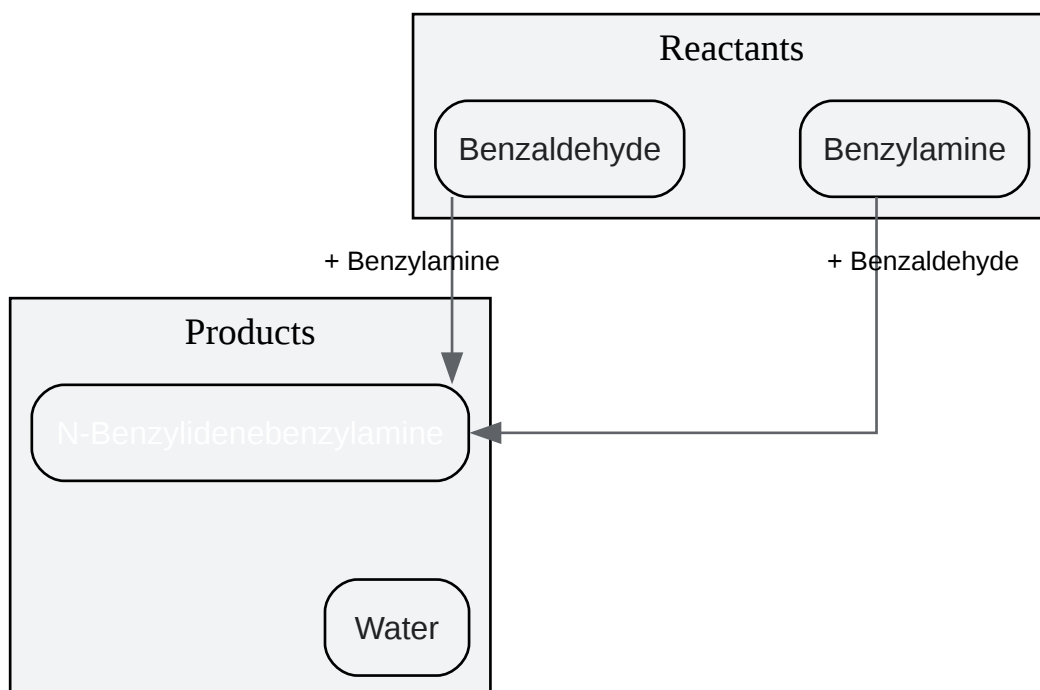 Reactants
Benzaldehyde
Benzylamine
+ Benzylamine
+ Benzaldehyde
Products
N-Benzylidenebenzylamine
Water